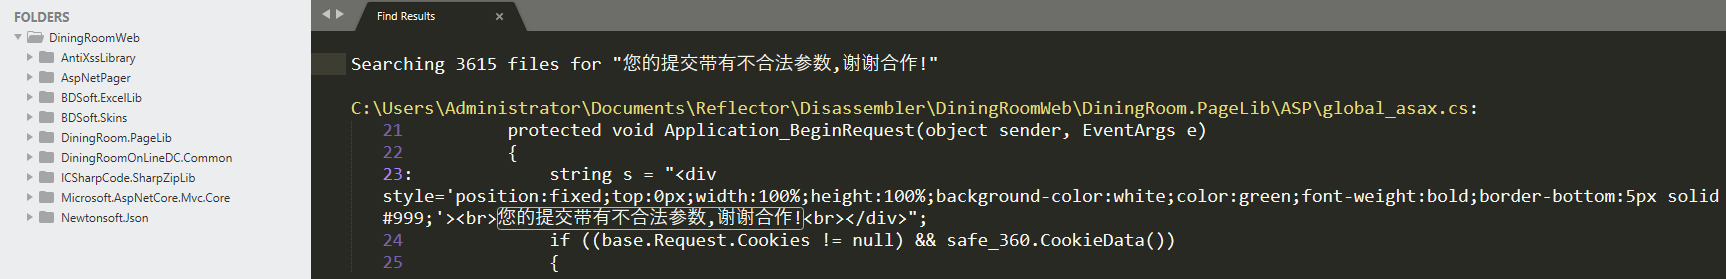 FOLDERS
DiningRoomWeb
AntiXssLibrary
AspNetPager
BDSoft.ExcelLib
BDSoft.Skins
DiningRoom.PageLib
DiningRoomOnLineDC.Common
ICSharpCode.SharpZipLib
Microsoft.AspNetCore.Mvc.Core
Newtonsoft.Json
Find Results
Searching 3615 files for "您的提交带有不合法参数,谢谢合作!"
C:\Users\Administrator\Documents\Reflector\Disassembler\DiningRoomWeb\DiningRoom.PageLib\ASP\global_asax.cs:
21 protected void Application_BeginRequest(object sender, EventArgs e)
22 {
23: string s = "<div
style='position:fixed;top:0px;width:100%;height:100%;background-color:white;color:green;font-weight:bold;border-bottom:5px solid
#999;'><br>您的提交带有不合法参数,谢谢合作!<br></div>";
24 if ((base.Request.Cookies != null) && safe_360.CookieData())
25 {